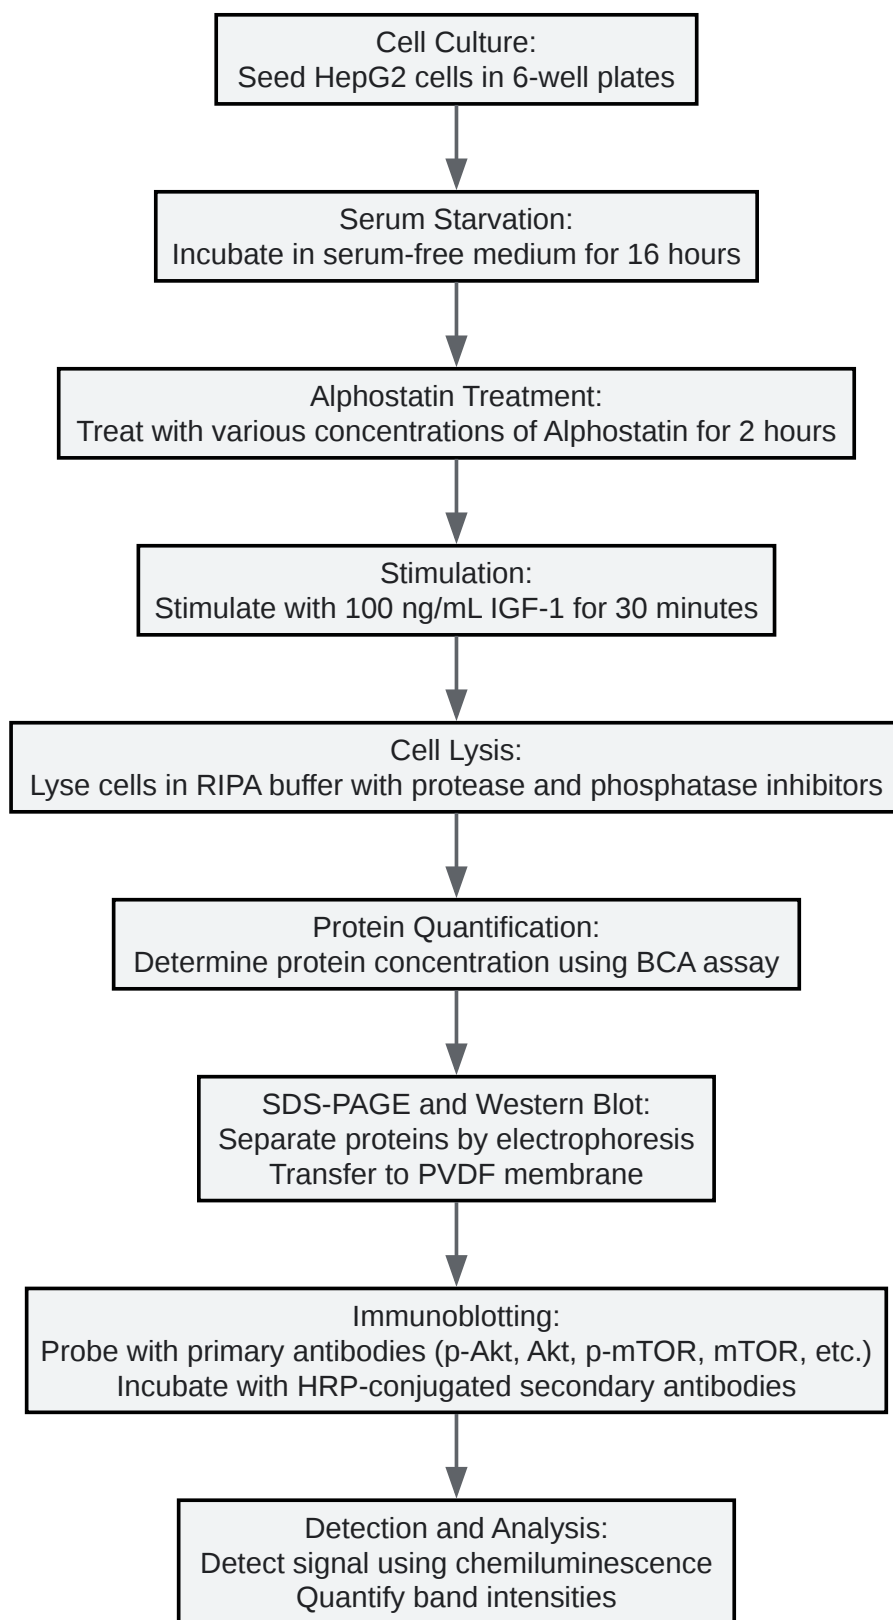 Cell Culture:
Seed HepG2 cells in 6-well plates
Serum Starvation:
Incubate in serum-free medium for 16 hours
Alphostatin Treatment:
Treat with various concentrations of Alphostatin for 2 hours
Stimulation:
Stimulate with 100 ng/mL IGF-1 for 30 minutes
Cell Lysis:
Lyse cells in RIPA buffer with protease and phosphatase inhibitors
Protein Quantification:
Determine protein concentration using BCA assay
SDS-PAGE and Western Blot:
Separate proteins by electrophoresis
Transfer to PVDF membrane
Immunoblotting:
Probe with primary antibodies (p-Akt, Akt, p-mTOR, mTOR, etc.)
Incubate with HRP-conjugated secondary antibodies
Detection and Analysis:
Detect signal using chemiluminescence
Quantify band intensities